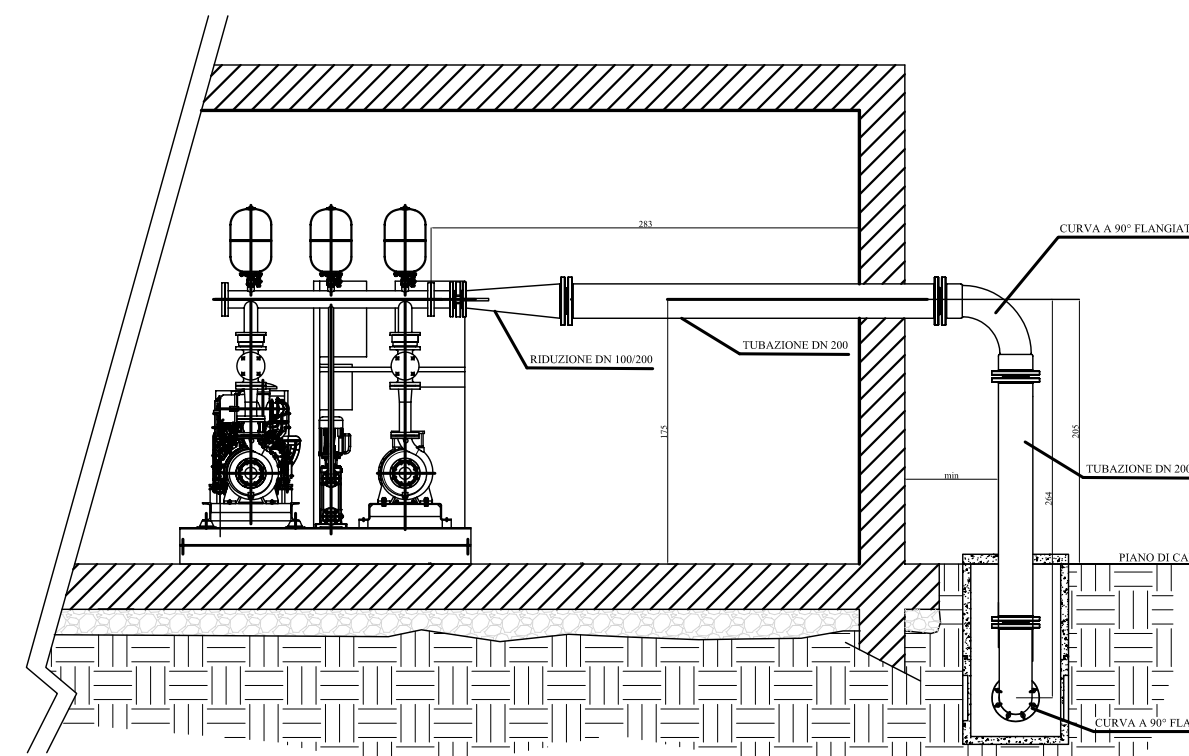 283
CURVA A 90° FLANGIAT
TUBAZIONE DN 200
RIDUZIONE DN 100/200
175
205
min
TUBAZIONE DN 200
264
PIANO DI CA
CURVA A 90° FLA